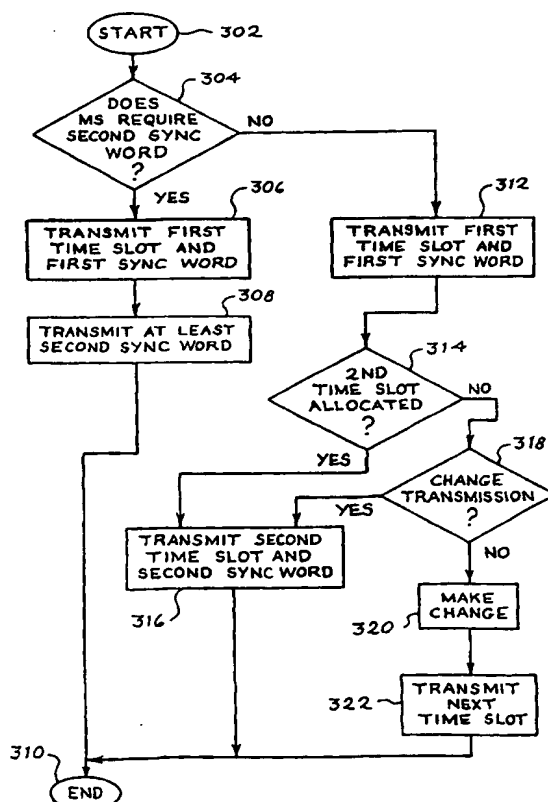 START
302
304
DOES
MS REQUIRE
SECOND SYNC
WORD
?
NO
YES
306
TRANSMIT FIRST
TIME SLOT AND
FIRST SYNC WORD
312
TRANSMIT FIRST
TIME SLOT AND
FIRST SYNC WORD
308
TRANSMIT AT LEAST
SECOND SYNC WORD
314
2ND
TIME SLOT
ALLOCATED
?
NO
YES
318
CHANGE
TRANSMISSION
?
YES
NO
TRANSMIT SECOND
TIME SLOT AND
SECOND SYNC WORD
316
MAKE
CHANGE
320
TRANSMIT
NEXT
TIME SLOT
322
310
END